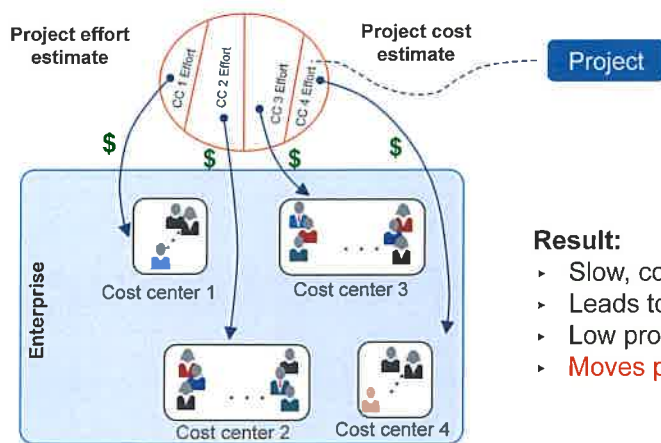 Project effort
estimate
Project cost
estimate
Project
CC 1 Effort
CC 2 Effort
CC 3 Effort
CC 4 Effort
$
$
$
$
Enterprise
Cost center 1
Cost center 3
Cost center 2
Cost center 4
Result:
‣ Slow, co
‣ Leads to
‣ Low pro
‣ Moves p